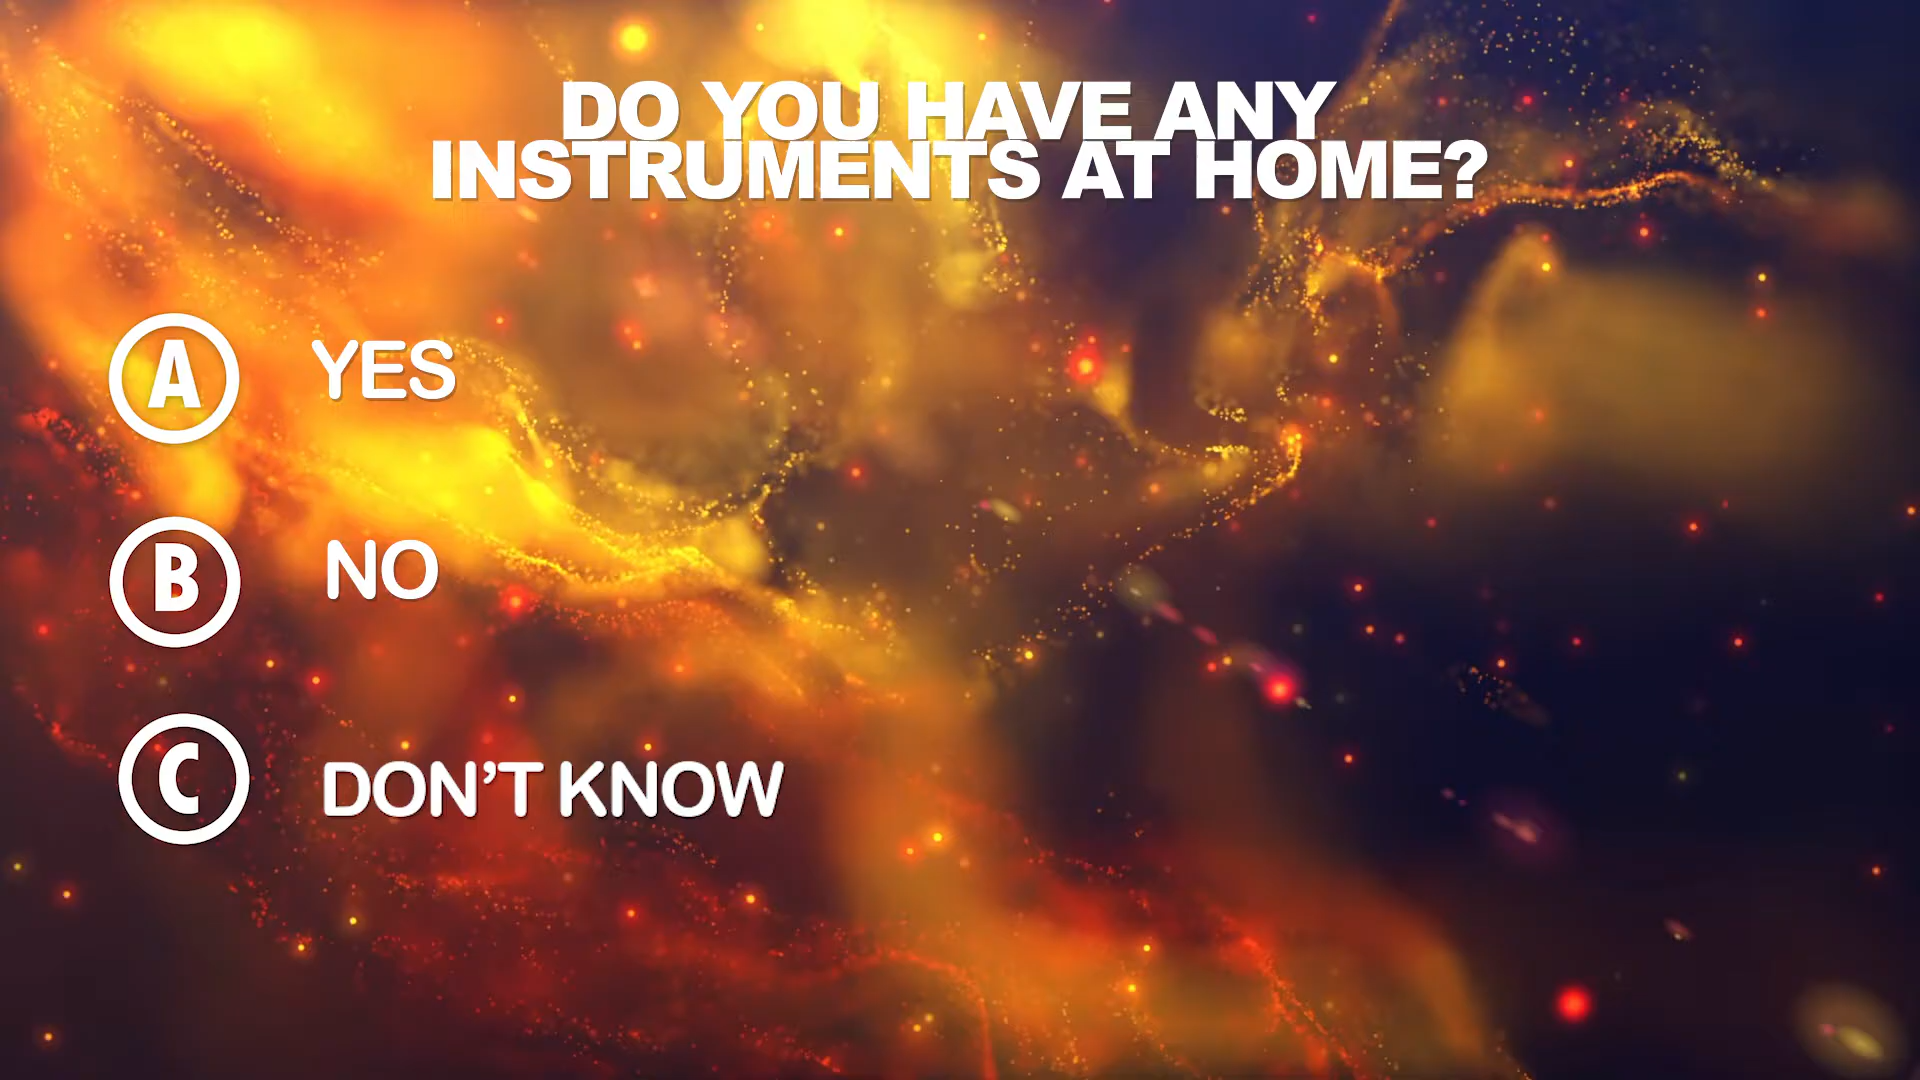 DO YOU HAVE ANY
INSTRUMENTS AT HOME?
A YES
B NO
C DON'T KNOW